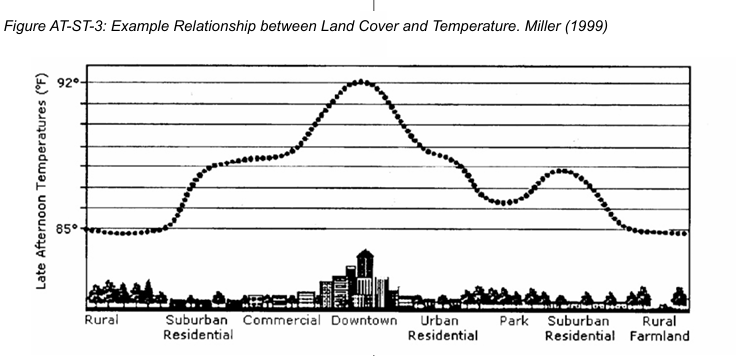 Figure AT-ST-3: Example Relationship between Land Cover and Temperature. Miller (1999)
Late Afternoon Temperatures (°F)
92°
85°
Rural
Suburban
Residential
Commercial
Downtown
Urban
Residential
Park
Suburban
Residential
Rural
Farmland